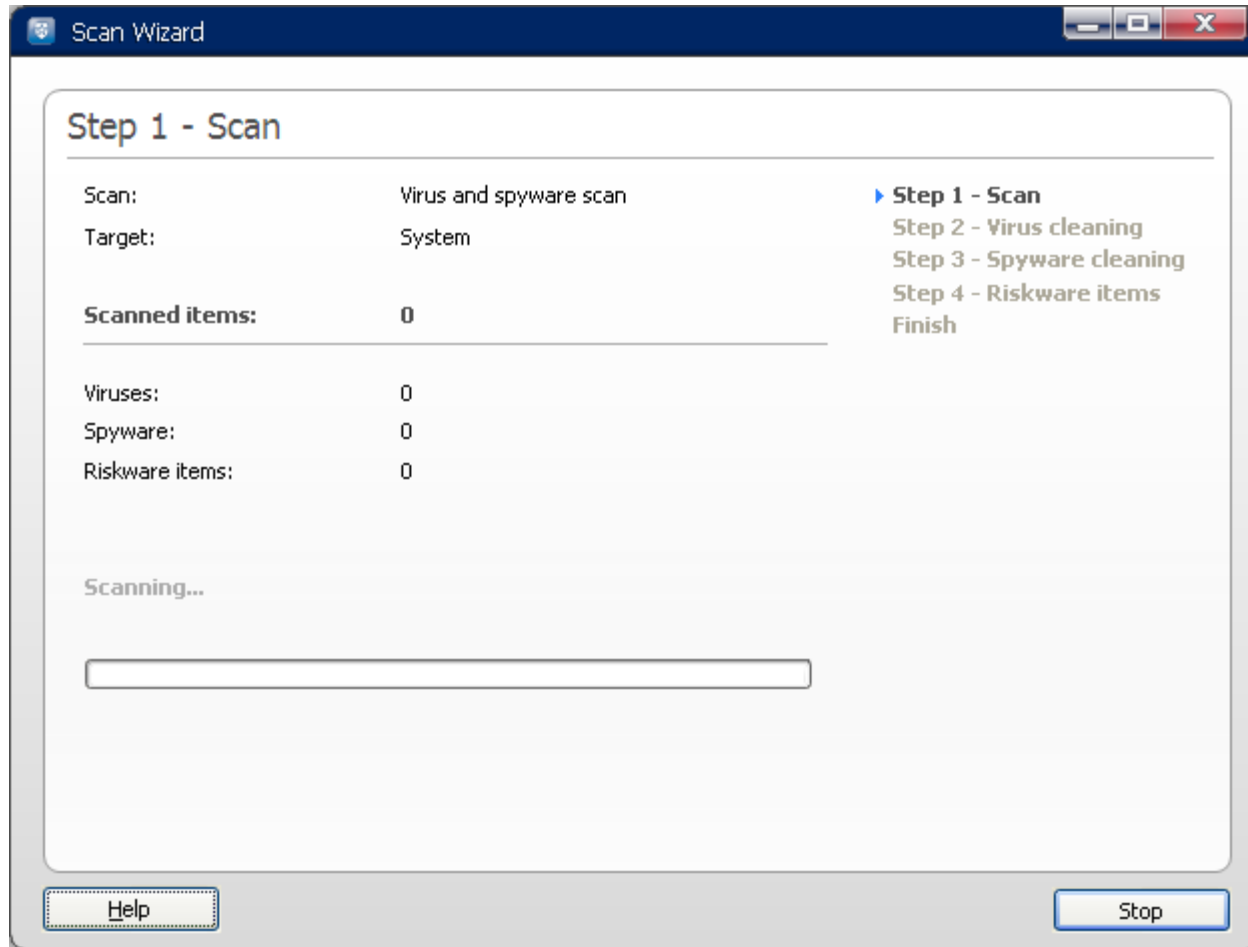 Scan Wizard
Step 1 - Scan
Scan: Virus and spyware scan
Target: System
Scanned items: 0
Viruses: 0
Spyware: 0
Riskware items: 0
Scanning...
Step 1 - Scan
Step 2 - Virus cleaning
Step 3 - Spyware cleaning
Step 4 - Riskware items
Finish
Help
Stop